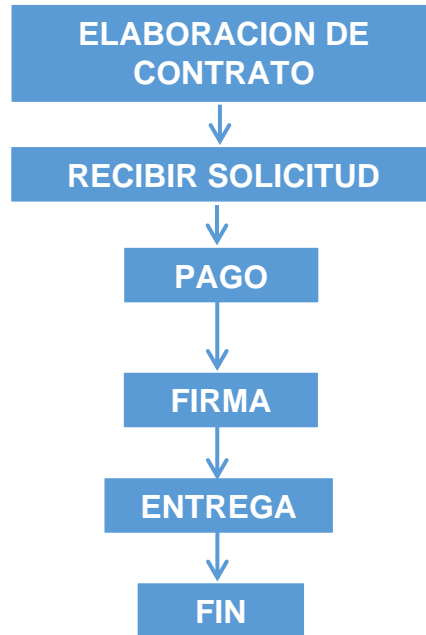 ELABORACION DE
CONTRATO
RECIBIR SOLICITUD
PAGO
FIRMA
ENTREGA
FIN